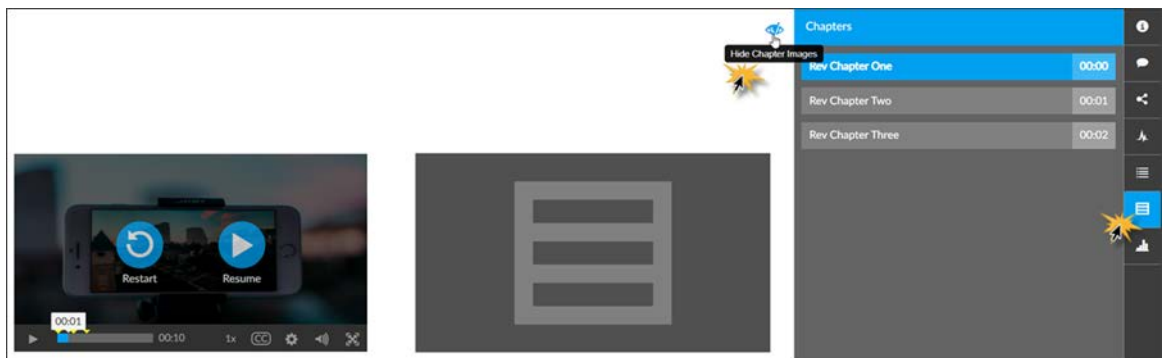 Chapters
Hide Chapter Images
Rev Chapter One 00:00
Rev Chapter Two 00:01
Rev Chapter Three 00:02
Restart Resume
00:01
00:10 1x CC